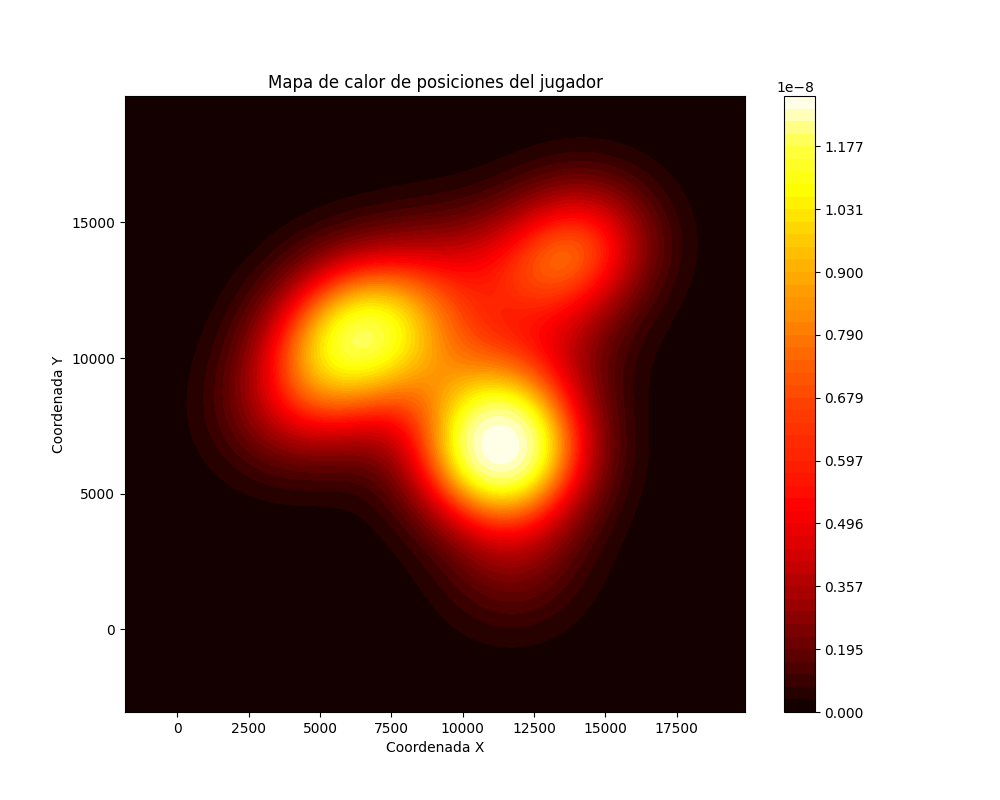 Mapa de calor de posiciones del jugador
1e−8
1.177
1.031
0.900
0.790
0.679
0.597
0.496
0.357
0.195
0.000
15000
10000
5000
0
Coordenada Y
0 2500 5000 7500 10000 12500 15000 17500
Coordenada X